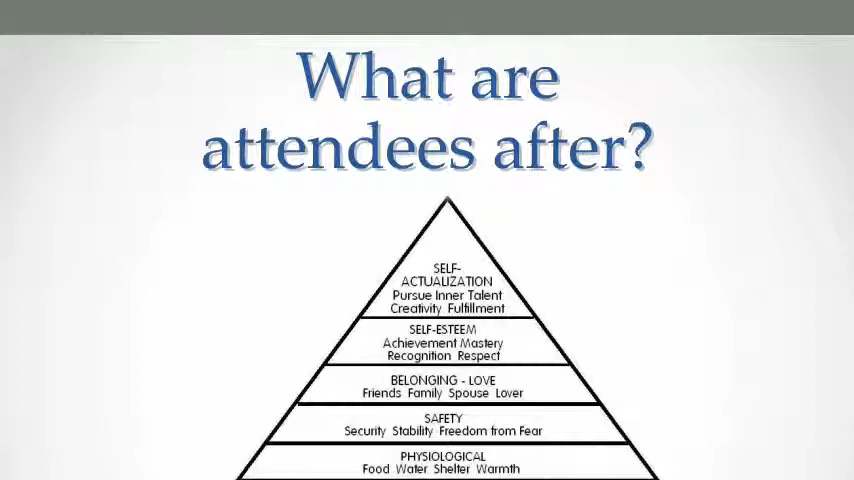 What are
attendees after?
SELF-
ACTUALIZATION
Pursue Inner Talent
Creativity Fulfillment
SELF-ESTEEM
Achievement Mastery
Recognition Respect
BELONGING - LOVE
Friends Family Spouse Lover
SAFETY
Security Stability Freedom from Fear
PHYSIOLOGICAL
Food Water Shelter Warmth